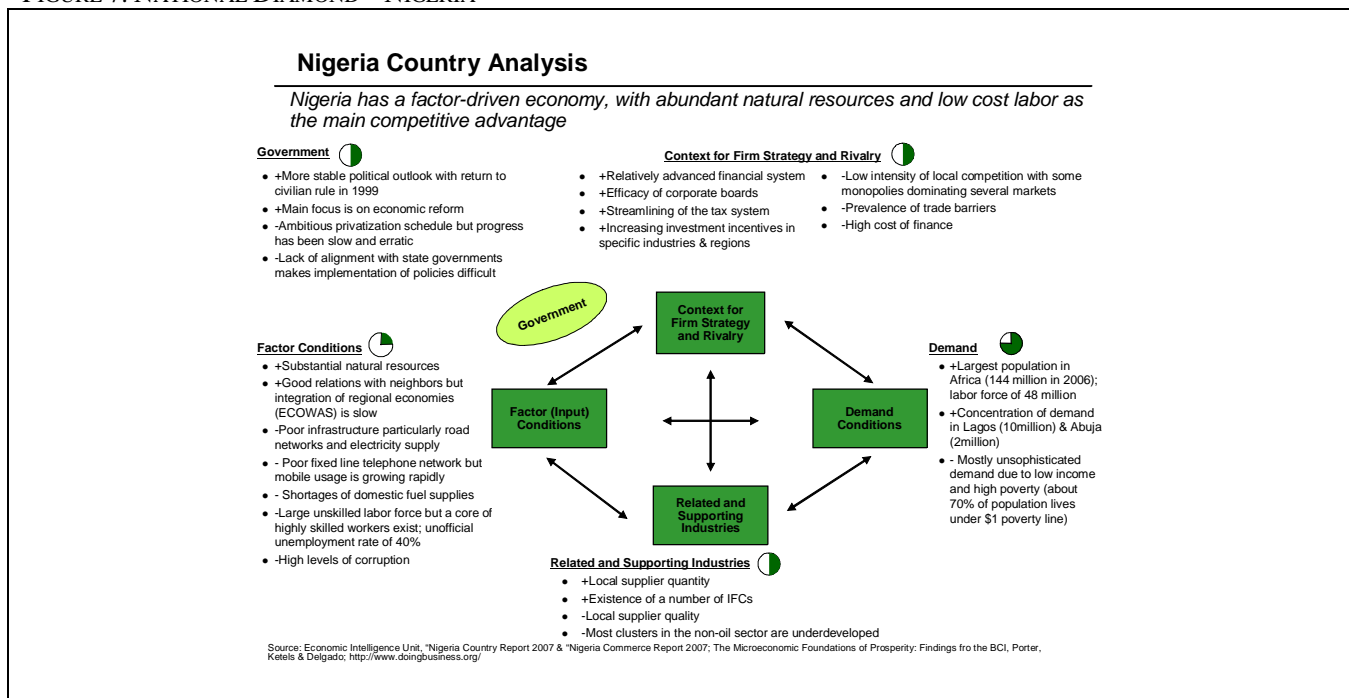 FIGURE 7: NATIONAL DIAMOND – NIGERIA
Nigeria Country Analysis
Nigeria has a factor-driven economy, with abundant natural resources and low cost labor as
the main competitive advantage
Government
• +More stable political outlook with return to
civilian rule in 1999
• +Main focus is on economic reform
• -Ambitious privatization schedule but progress
has been slow and erratic
• -Lack of alignment with state governments
makes implementation of policies difficult
Context for Firm Strategy and Rivalry
• +Relatively advanced financial system
• +Efficacy of corporate boards
• +Streamlining of the tax system
• +Increasing investment incentives in
specific industries & regions
• -Low intensity of local competition with some
monopolies dominating several markets
• -Prevalence of trade barriers
• -High cost of finance
Government
Context for
Firm Strategy
and Rivalry
Factor Conditions
• +Substantial natural resources
• +Good relations with neighbors but
integration of regional economies
(ECOWAS) is slow
• -Poor infrastructure particularly road
networks and electricity supply
• - Poor fixed line telephone network but
mobile usage is growing rapidly
• - Shortages of domestic fuel supplies
• -Large unskilled labor force but a core of
highly skilled workers exist; unofficial
unemployment rate of 40%
• -High levels of corruption
Factor (Input)
Conditions
Demand
Conditions
Demand
• +Largest population in
Africa (144 million in 2006);
labor force of 48 million
• +Concentration of demand
in Lagos (10million) & Abuja
(2million)
• - Mostly unsophisticated
demand due to low income
and high poverty (about
70% of population lives
under $1 poverty line)
Related and
Supporting
Industries
Related and Supporting Industries
• +Local supplier quantity
• +Existence of a number of IFCs
• -Local supplier quality
• -Most clusters in the non-oil sector are underdeveloped
Source: Economic Intelligence Unit, "Nigeria Country Report 2007 & "Nigeria Commerce Report 2007; The Microeconomic Foundations of Prosperity: Findings fro the BCI, Porter,
Ketels & Delgado; http://www.doingbusiness.org/